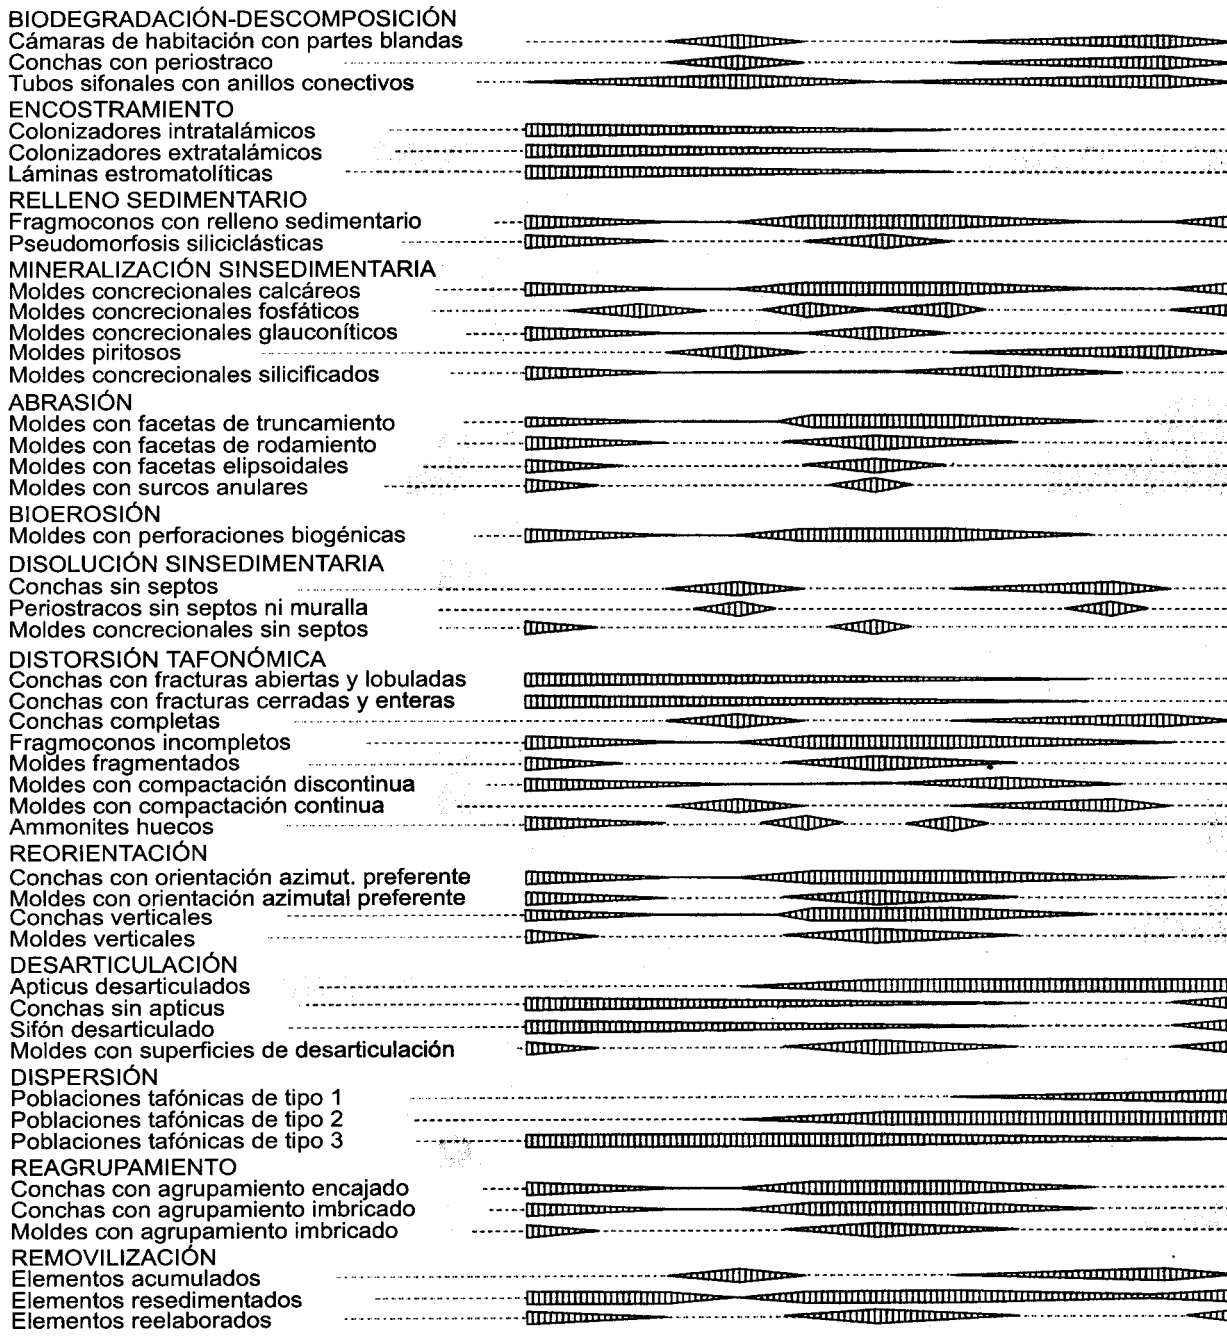 BIODEGRADACIÓN-DESCOMPOSICIÓN
Cámaras de habitación con partes blandas
Conchas con periostraco
Tubos sifonales con anillos conectivos
ENCOSTRAMIENTO
Colonizadores intratalámicos
Colonizadores extratalámicos
Láminas estromatolíticas
RELLENO SEDIMENTARIO
Fragmoconos con relleno sedimentario
Pseudomorfosis siliciclásticas
MINERALIZACIÓN SINSEDIMENTARIA
Moldes concrecionales calcáreos
Moldes concrecionales fosfáticos
Moldes concrecionales glauconíticos
Moldes piritosos
Moldes concrecionales silicificados
ABRASIÓN
Moldes con facetas de truncamiento
Moldes con facetas de rodamiento
Moldes con facetas elipsoidales
Moldes con surcos anulares
BIOEROSIÓN
Moldes con perforaciones biogénicas
DISOLUCIÓN SINSEDIMENTARIA
Conchas sin septos
Periostracos sin septos ni muralla
Moldes concrecionales sin septos
DISTORSIÓN TAFONÓMICA
Conchas con fracturas abiertas y lobuladas
Conchas con fracturas cerradas y enteras
Conchas completas
Fragmoconos incompletos
Moldes fragmentados
Moldes con compactación discontinua
Moldes con compactación continua
Ammonites huecos
REORIENTACIÓN
Conchas con orientación azimut. preferente
Moldes con orientación azimutal preferente
Conchas verticales
Moldes verticales
DESARTICULACIÓN
Apticus desarticulados
Conchas sin apticus
Sifón desarticulado
Moldes con superficies de desarticulación
DISPERSIÓN
Poblaciones tafónicas de tipo 1
Poblaciones tafónicas de tipo 2
Poblaciones tafónicas de tipo 3
REAGRUPAMIENTO
Conchas con agrupamiento encajado
Conchas con agrupamiento imbricado
Moldes con agrupamiento imbricado
REMOVILIZACIÓN
Elementos acumulados
Elementos resedimentados
Elementos reelaborados